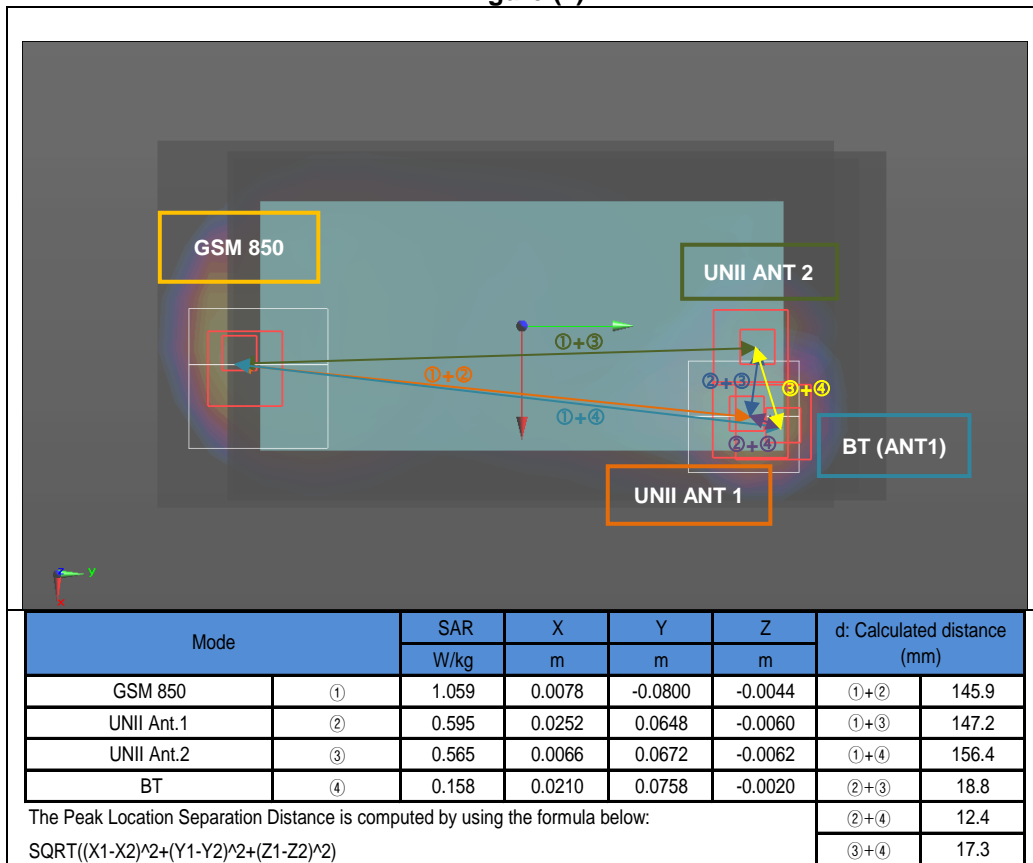 GSM 850
UNII ANT 2
①+③
①+②
②+③
③+④
①+④
②+④
BT (ANT1)
UNII ANT 1
z
y
x
Mode SAR X Y Z d: Calculated distance (mm)
W/kg m m m
GSM 850 ① 1.059 0.0078 -0.0800 -0.0044 ①+② 145.9
UNII Ant.1 ② 0.595 0.0252 0.0648 -0.0060 ①+③ 147.2
UNII Ant.2 ③ 0.565 0.0066 0.0672 -0.0062 ①+④ 156.4
BT ④ 0.158 0.0210 0.0758 -0.0020 ②+③ 18.8
The Peak Location Separation Distance is computed by using the formula below: ②+④ 12.4
SQRT((X1-X2)^2+(Y1-Y2)^2+(Z1-Z2)^2) ③+④ 17.3